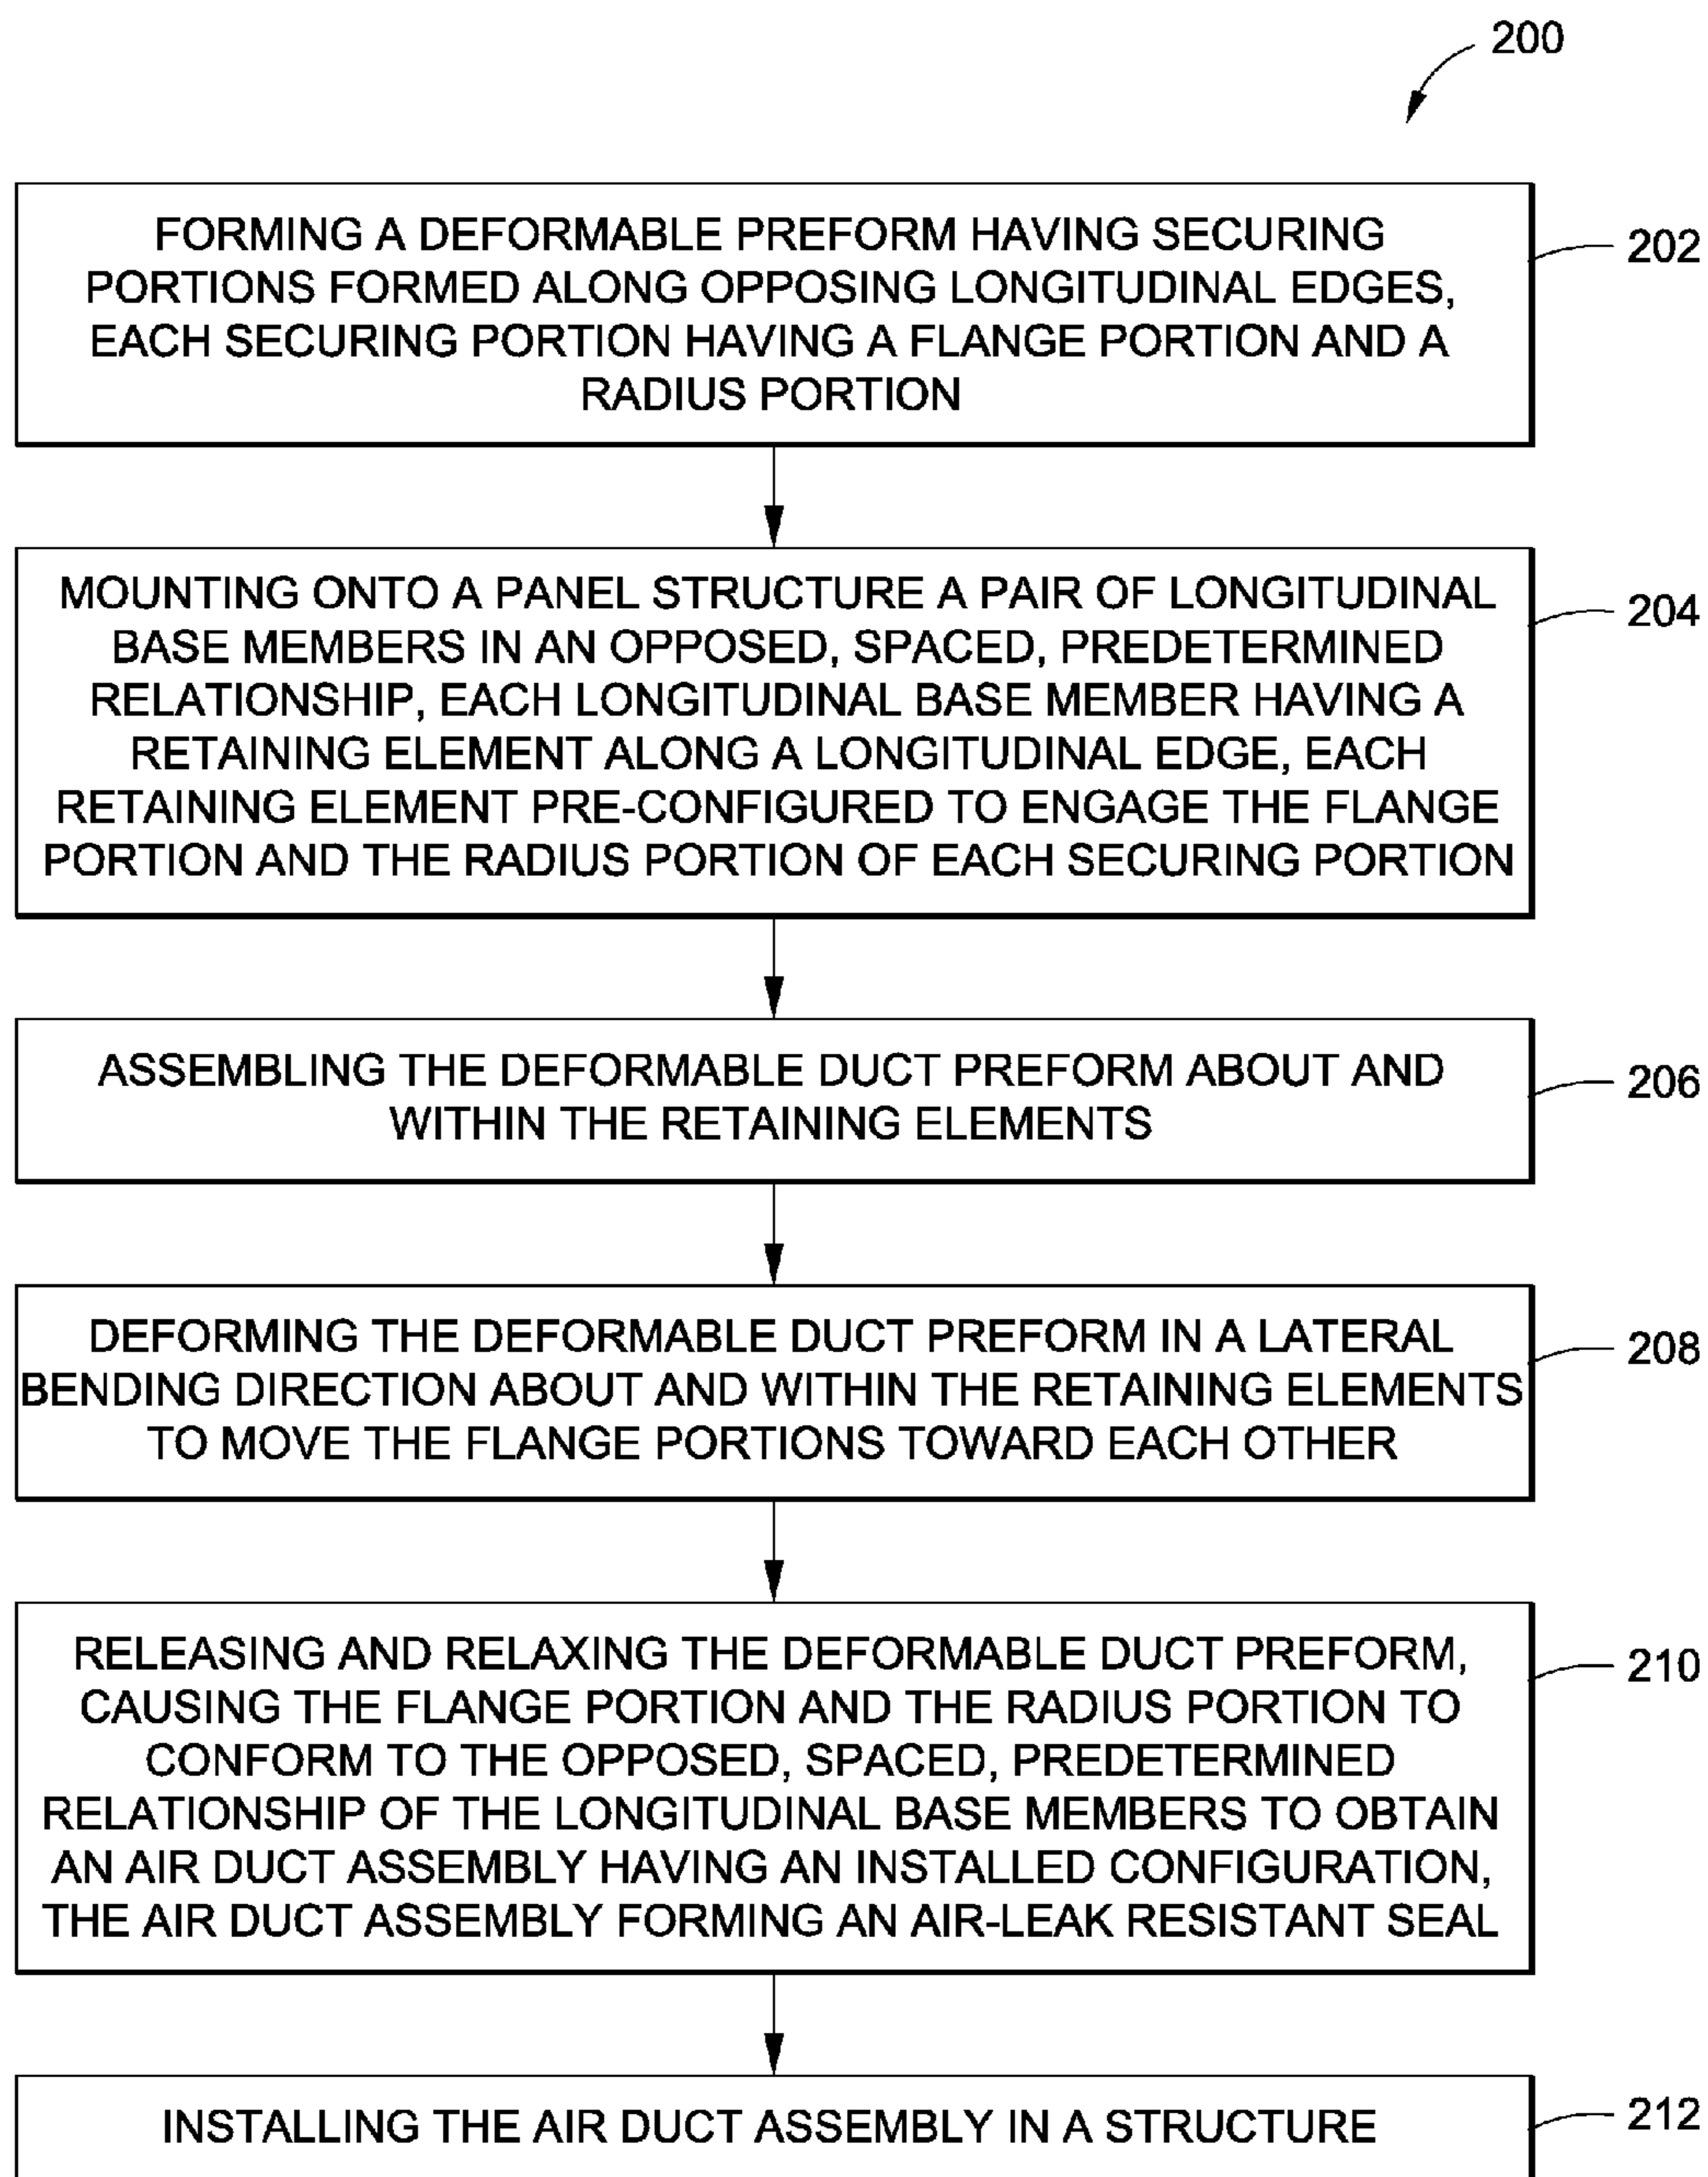 200
FORMING A DEFORMABLE PREFORM HAVING SECURING
PORTIONS FORMED ALONG OPPOSING LONGITUDINAL EDGES,
EACH SECURING PORTION HAVING A FLANGE PORTION AND A
RADIUS PORTION
202
MOUNTING ONTO A PANEL STRUCTURE A PAIR OF LONGITUDINAL
BASE MEMBERS IN AN OPPOSED, SPACED, PREDETERMINED
RELATIONSHIP, EACH LONGITUDINAL BASE MEMBER HAVING A
RETAINING ELEMENT ALONG A LONGITUDINAL EDGE, EACH
RETAINING ELEMENT PRE-CONFIGURED TO ENGAGE THE FLANGE
PORTION AND THE RADIUS PORTION OF EACH SECURING PORTION
204
ASSEMBLING THE DEFORMABLE DUCT PREFORM ABOUT AND
WITHIN THE RETAINING ELEMENTS
206
DEFORMING THE DEFORMABLE DUCT PREFORM IN A LATERAL
BENDING DIRECTION ABOUT AND WITHIN THE RETAINING ELEMENTS
TO MOVE THE FLANGE PORTIONS TOWARD EACH OTHER
208
RELEASING AND RELAXING THE DEFORMABLE DUCT PREFORM,
CAUSING THE FLANGE PORTION AND THE RADIUS PORTION TO
CONFORM TO THE OPPOSED, SPACED, PREDETERMINED
RELATIONSHIP OF THE LONGITUDINAL BASE MEMBERS TO OBTAIN
AN AIR DUCT ASSEMBLY HAVING AN INSTALLED CONFIGURATION,
THE AIR DUCT ASSEMBLY FORMING AN AIR-LEAK RESISTANT SEAL
210
INSTALLING THE AIR DUCT ASSEMBLY IN A STRUCTURE
212